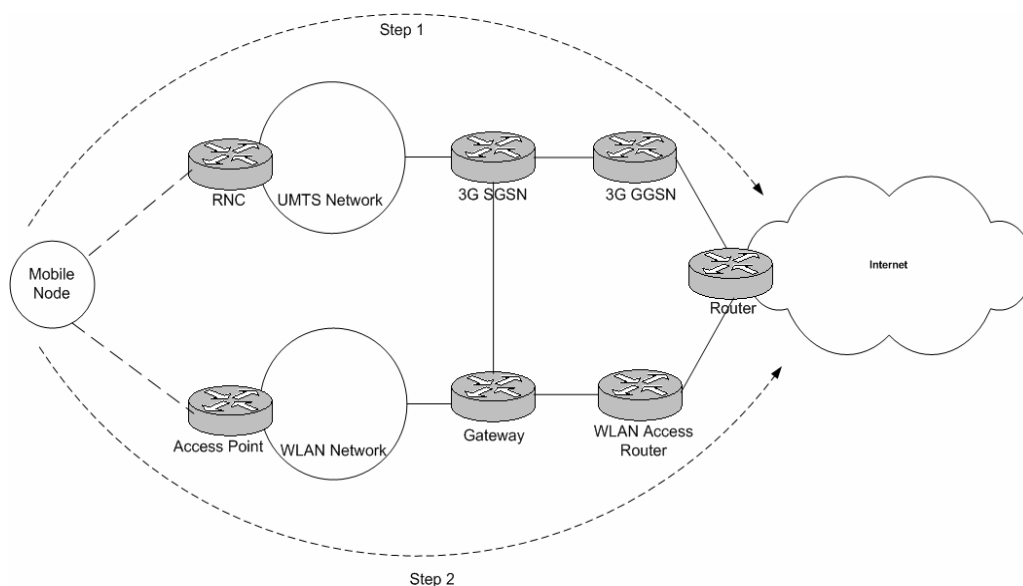 Step 1
RNC
UMTS Network
3G SGSN
3G GGSN
Mobile
Node
Internet
Router
Access Point
WLAN Network
Gateway
WLAN Access
Router
Step 2